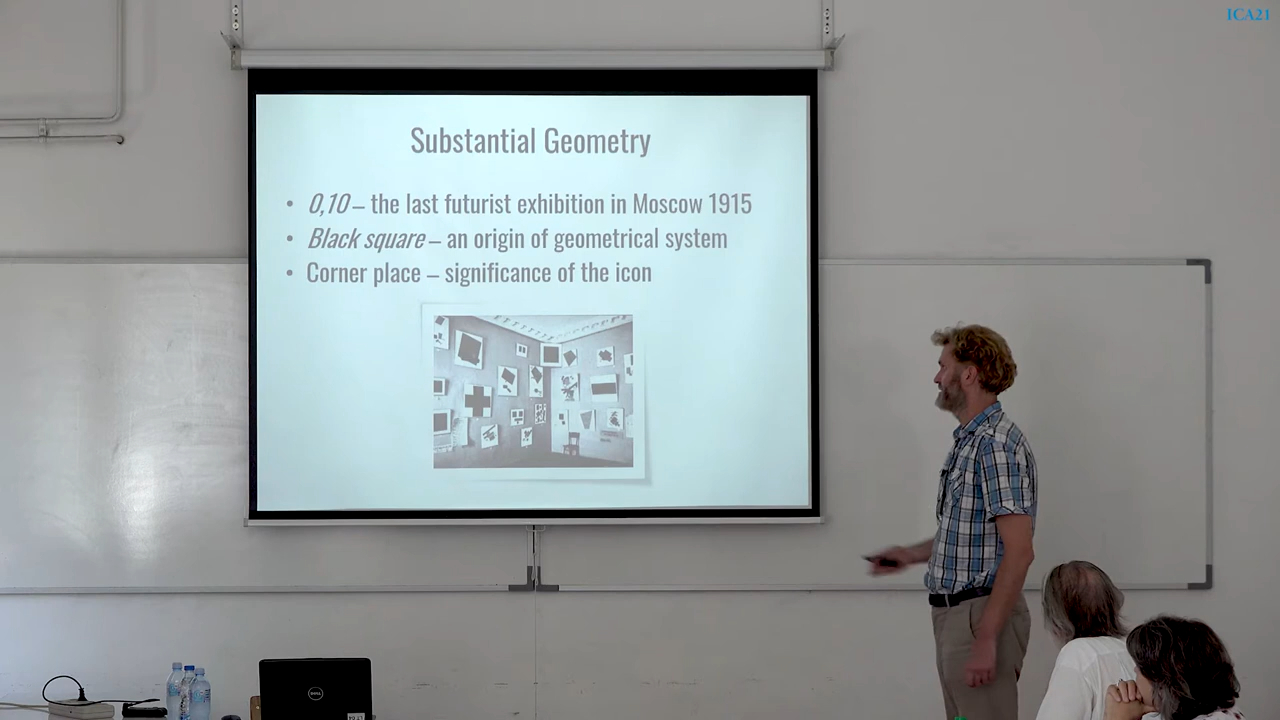 ICA21
Substantial Geometry
• 0,10 – the last futurist exhibition in Moscow 1915
• Black square – an origin of geometrical system
• Corner place – significance of the icon
DELL